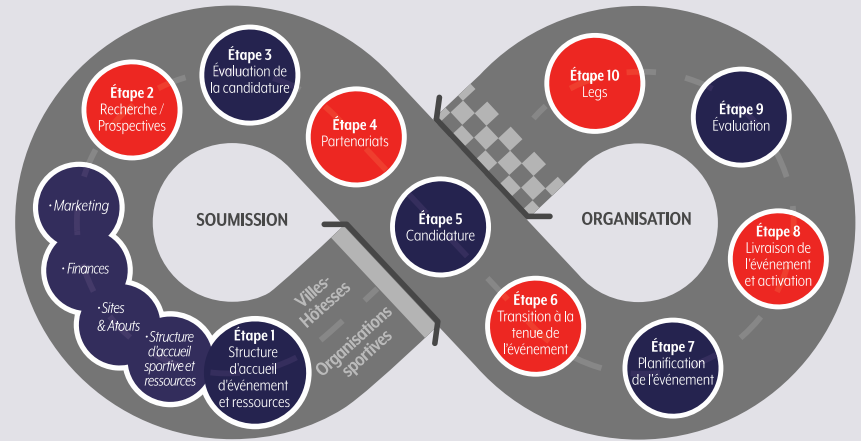 Étape 3
Évaluation de
la candidature
Étape 2
Recherche /
Prospectives
Étape 4
Partenariats
· Marketing
· Finances
· Sites
& Atouts
· Structure
d'accueil
sportive et
ressources
Étape 1
Structure
d'accueil
d'événement
et ressources
SOUMISSION
Villes-
Hôtesses
Organisations
sportives
Étape 5
Candidature
Étape 6
Transition à la
tenue de
l'événement
Étape 7
Planification
de l'événement
Étape 8
Livraison de
l'événement
et activation
Étape 9
Évaluation
Étape 10
Legs
ORGANISATION